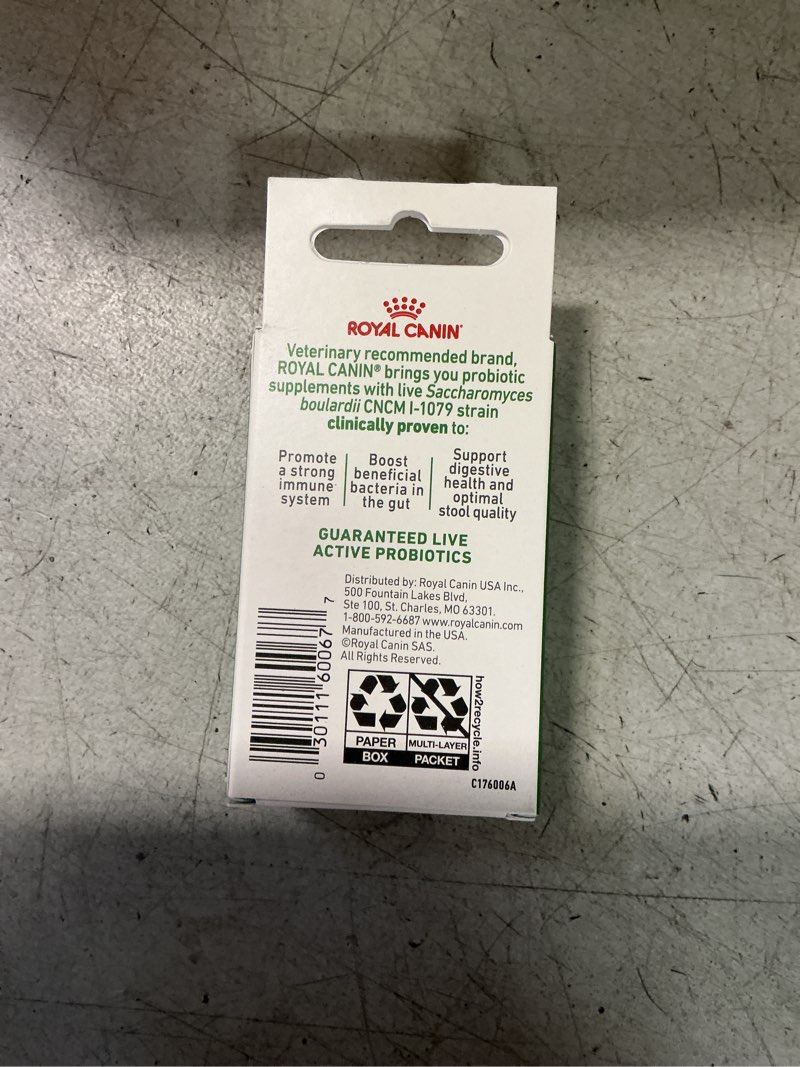 ROYAL CANIN®
Veterinary recommended brand,
ROYAL CANIN® brings you probiotic
supplements with live Saccharomyces
boulardii CNCM I-1079 strain
clinically proven to:
Promote
a strong
immune
system
Boost
beneficial
bacteria in
the gut
Support
digestive
health and
optimal
stool quality
GUARANTEED LIVE
ACTIVE PROBIOTICS
Distributed by: Royal Canin USA Inc.,
500 Fountain Lakes Blvd,
Ste 100, St. Charles, MO 63301.
1-800-592-6687 www.royalcanin.com
Manufactured in the USA.
©Royal Canin SAS.
All Rights Reserved.
0 30111 60067 7
PAPER
BOX
MULTI-LAYER
PACKET
how2recycle.info
C176006A